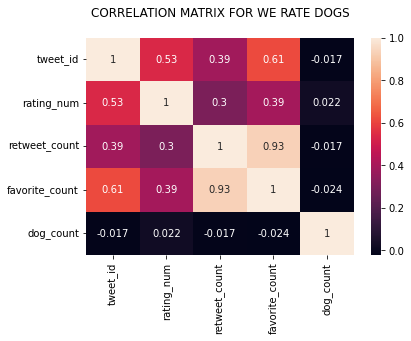 CORRELATION MATRIX FOR WE RATE DOGS
tweet_id 1 0.53 0.39 0.61 -0.017
rating_num 0.53 1 0.3 0.39 0.022
retweet_count 0.39 0.3 1 0.93 -0.017
favorite_count 0.61 0.39 0.93 1 -0.024
dog_count -0.017 0.022 -0.017 -0.024 1
tweet_id
rating_num
retweet_count
favorite_count
dog_count
1.0
0.8
0.6
0.4
0.2
0.0